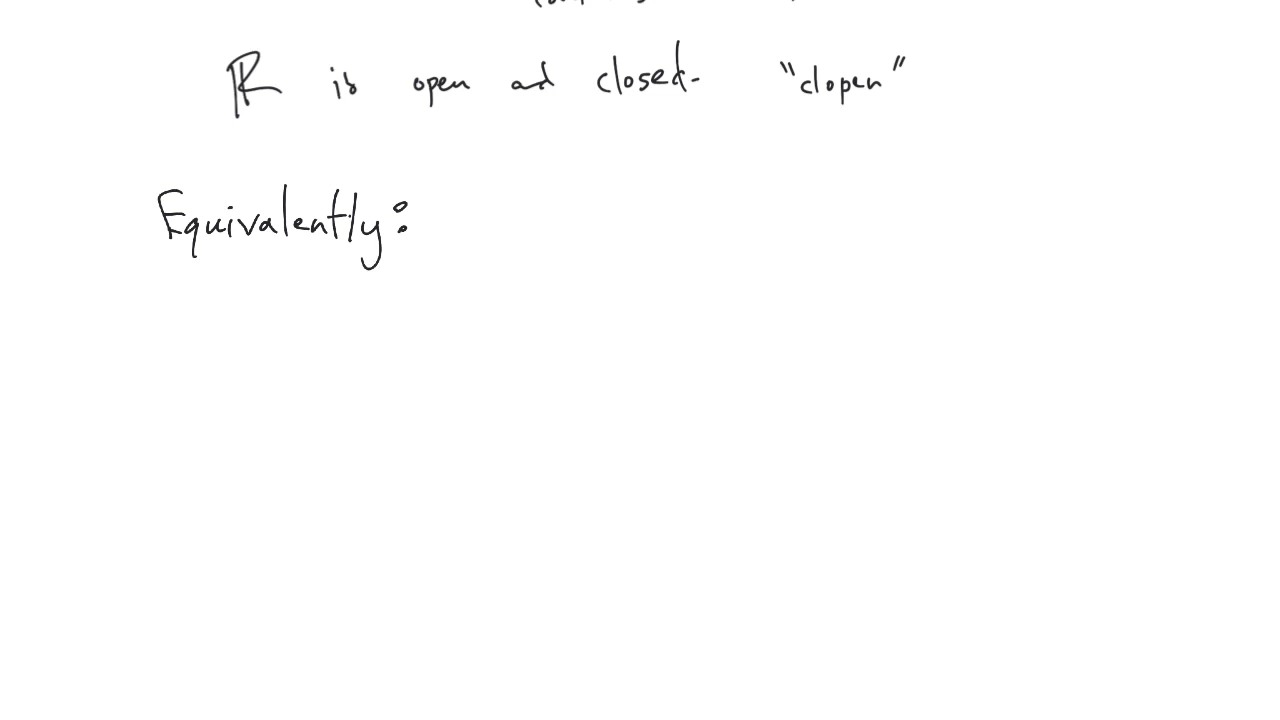 ℝ is open and closed. "clopen"
Equivalently: